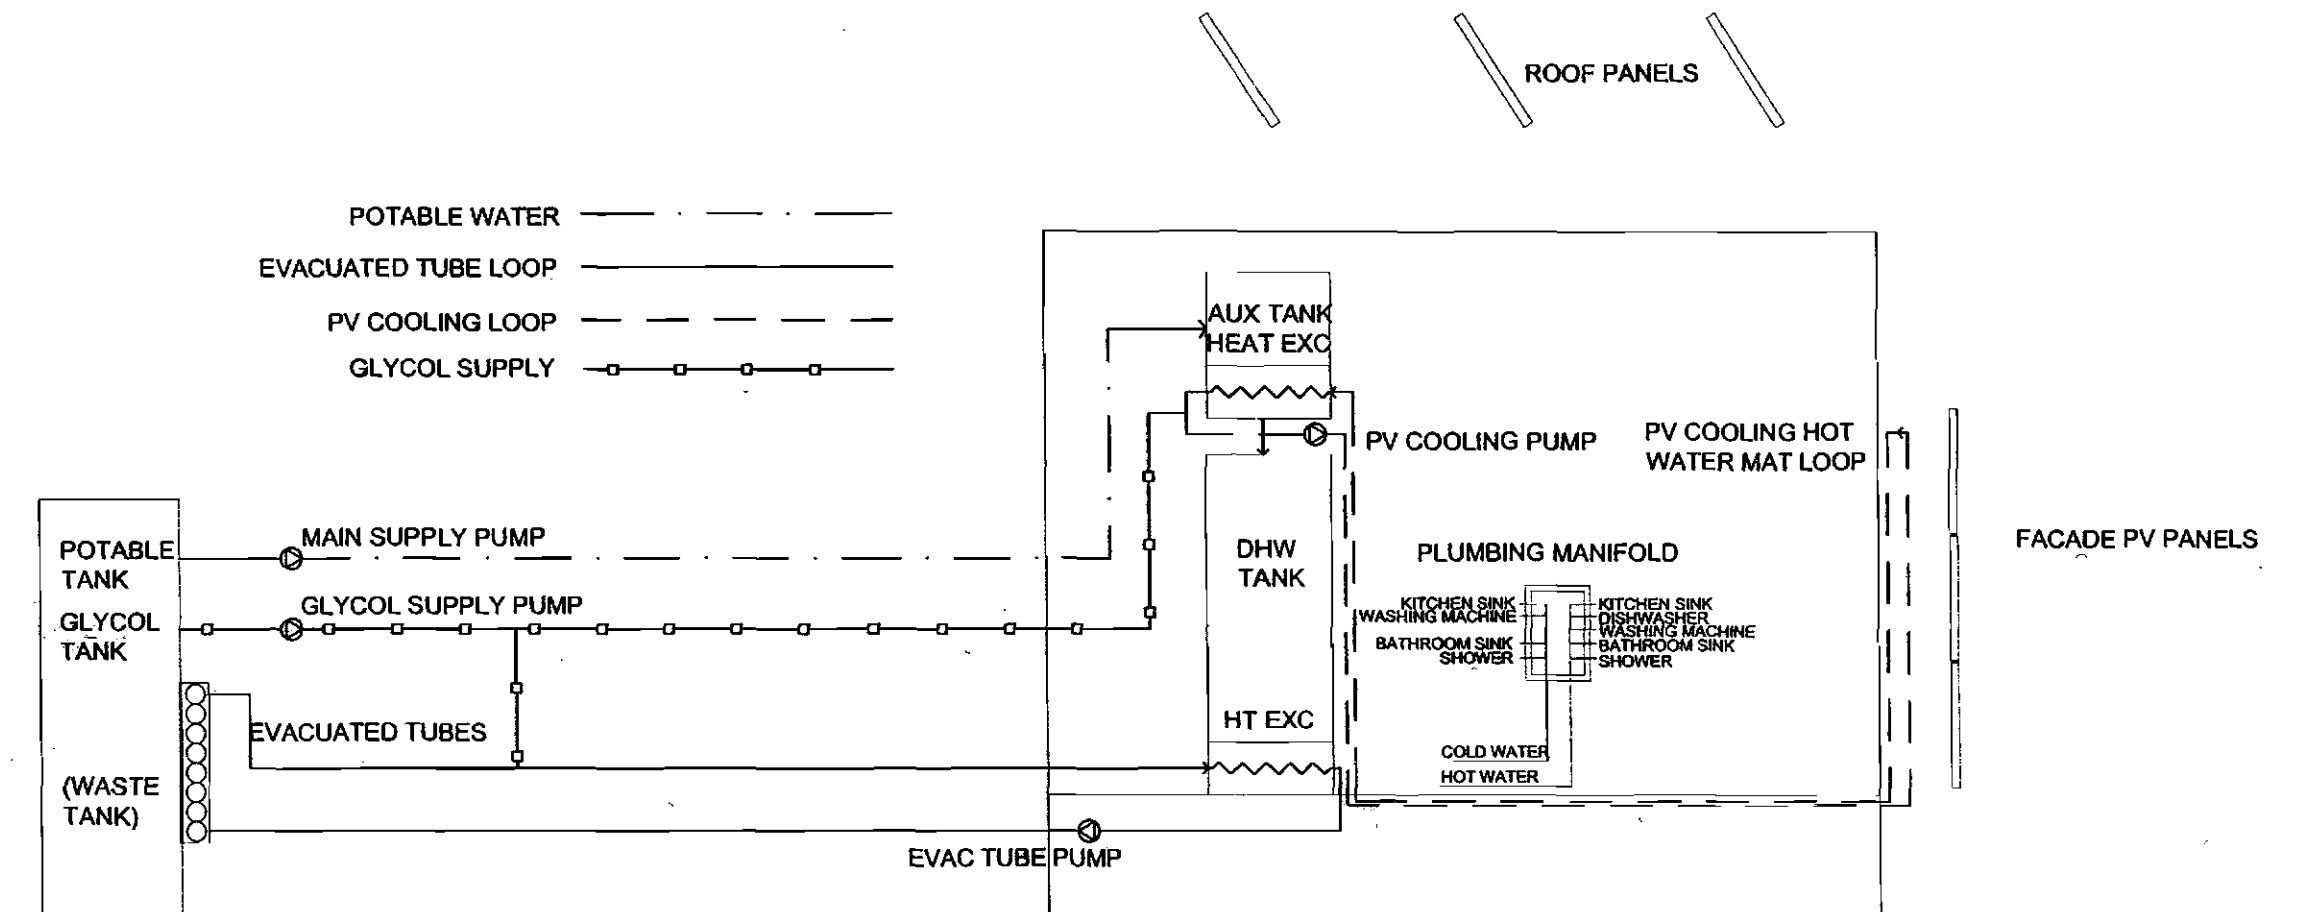 ROOF PANELS
POTABLE WATER
EVACUATED TUBE LOOP
PV COOLING LOOP
GLYCOL SUPPLY
AUX TANK
HEAT EXC
PV COOLING PUMP
PV COOLING HOT
WATER MAT LOOP
MAIN SUPPLY PUMP
POTABLE
TANK
GLYCOL SUPPLY PUMP
GLYCOL
TANK
DHW
TANK
PLUMBING MANIFOLD
FACADE PV PANELS
KITCHEN SINK
WASHING MACHINE
BATHROOM SINK
SHOWER
KITCHEN SINK
DISHWASHER
WASHING MACHINE
BATHROOM SINK
SHOWER
HT EXC
EVACUATED TUBES
COLD WATER
HOT WATER
(WASTE
TANK)
EVAC TUBE PUMP